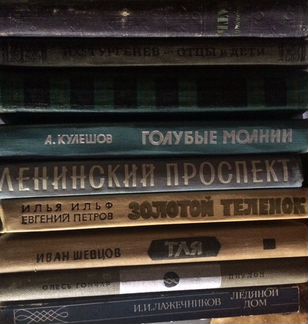 И.С. ТУРГЕНЕВ ОТЦЫ И ДЕТИ
А. КУЛЕШОВ ГОЛУБЫЕ МОЛНИИ
ЛЕНИНСКИЙ ПРОСПЕКТ
ИЛЬЯ ИЛЬФ
ЕВГЕНИЙ ПЕТРОВ
ЗОЛОТОЙ ТЕЛЕНОК
ИВАН ШЕВЦОВ ТЛЯ
ОЛЕСЬ ГОНЧАР ЦИКЛОН
И.И. ЛАЖЕЧНИКОВ ЛЕДЯНОЙ
ДОМ